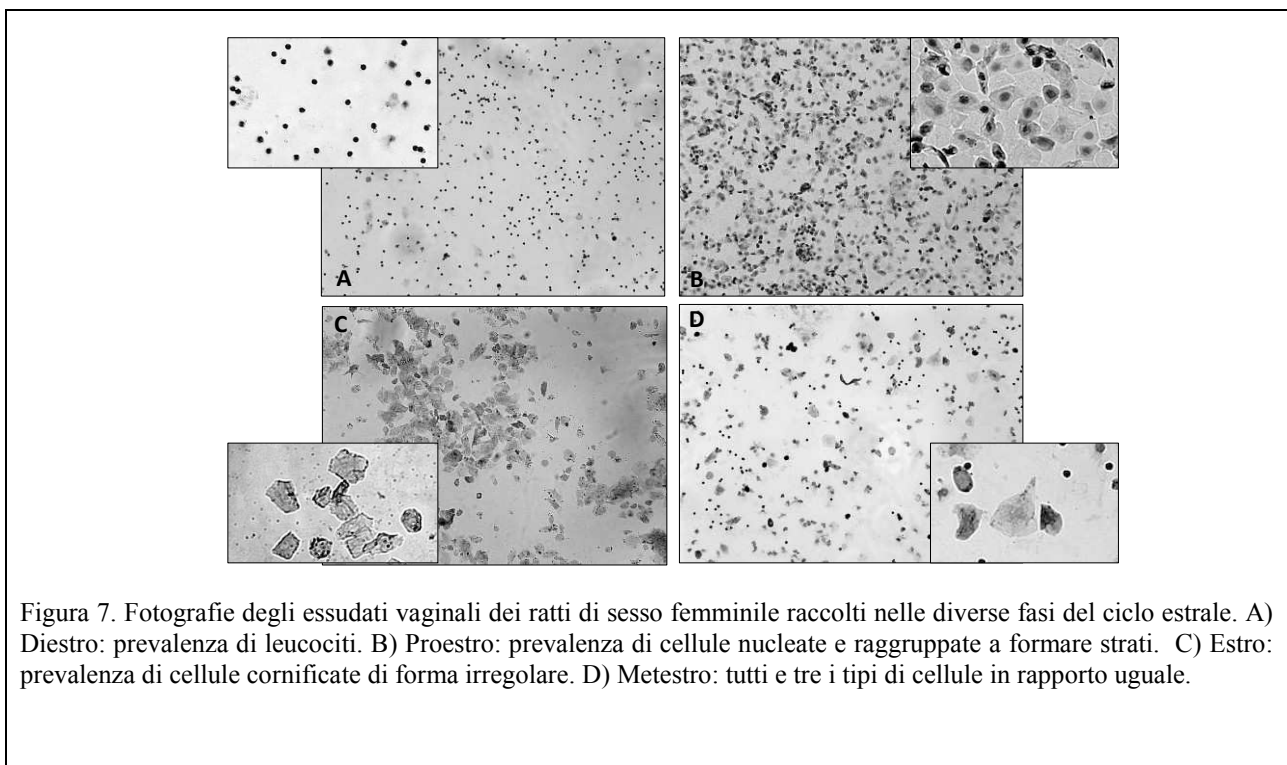 A
B
C
D
Figura 7. Fotografie degli essudati vaginali dei ratti di sesso femminile raccolti nelle diverse fasi del ciclo estrale. A)
Diestro: prevalenza di leucociti. B) Proestro: prevalenza di cellule nucleate e raggruppate a formare strati. C) Estro:
prevalenza di cellule cornificate di forma irregolare. D) Metestro: tutti e tre i tipi di cellule in rapporto uguale.